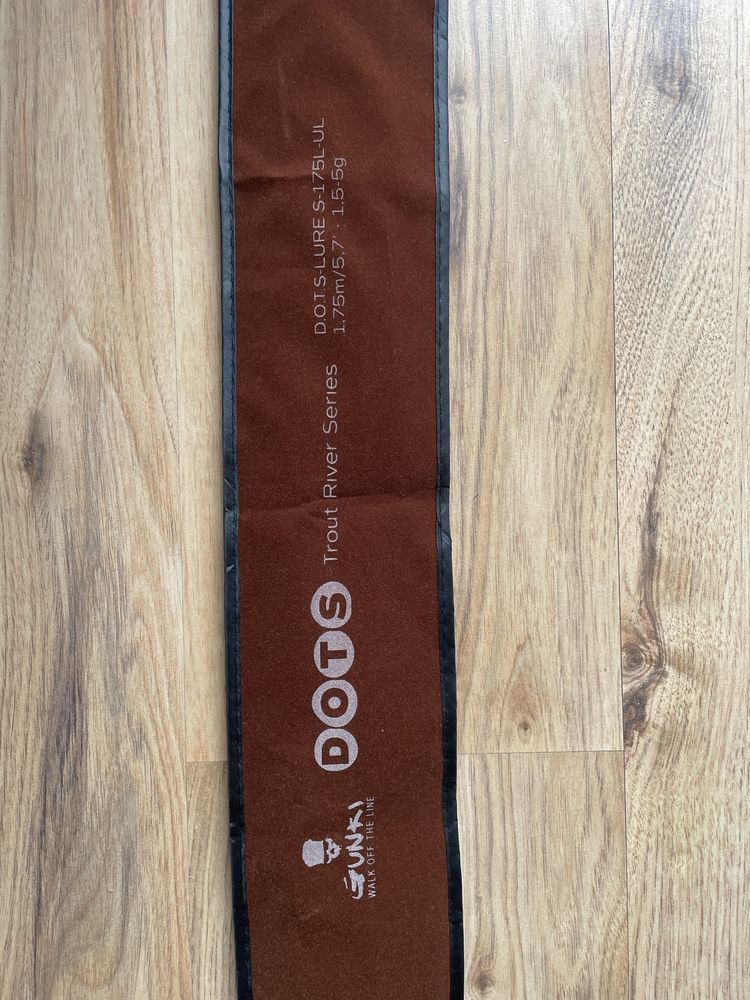 GUNKI
WALK OFF THE LINE
DOTS
Trout River Series
D.O.T.S-LURE S-175L-UL
1,75m/5,7' : 1.5-5g